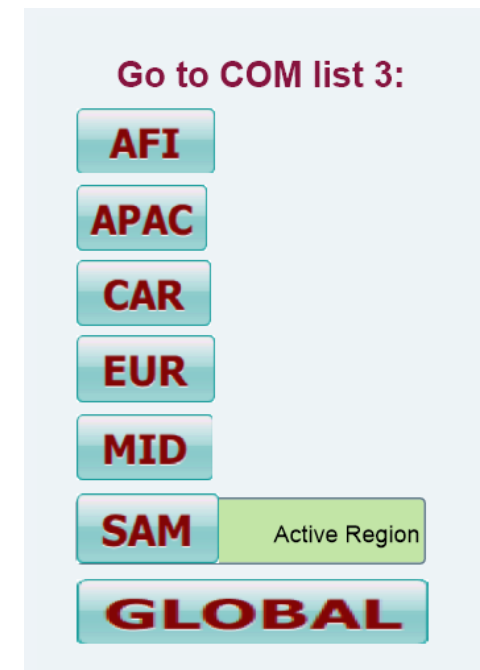 Go to COM list 3:
AFI
APAC
CAR
EUR
MID
SAM Active Region
GLOBAL